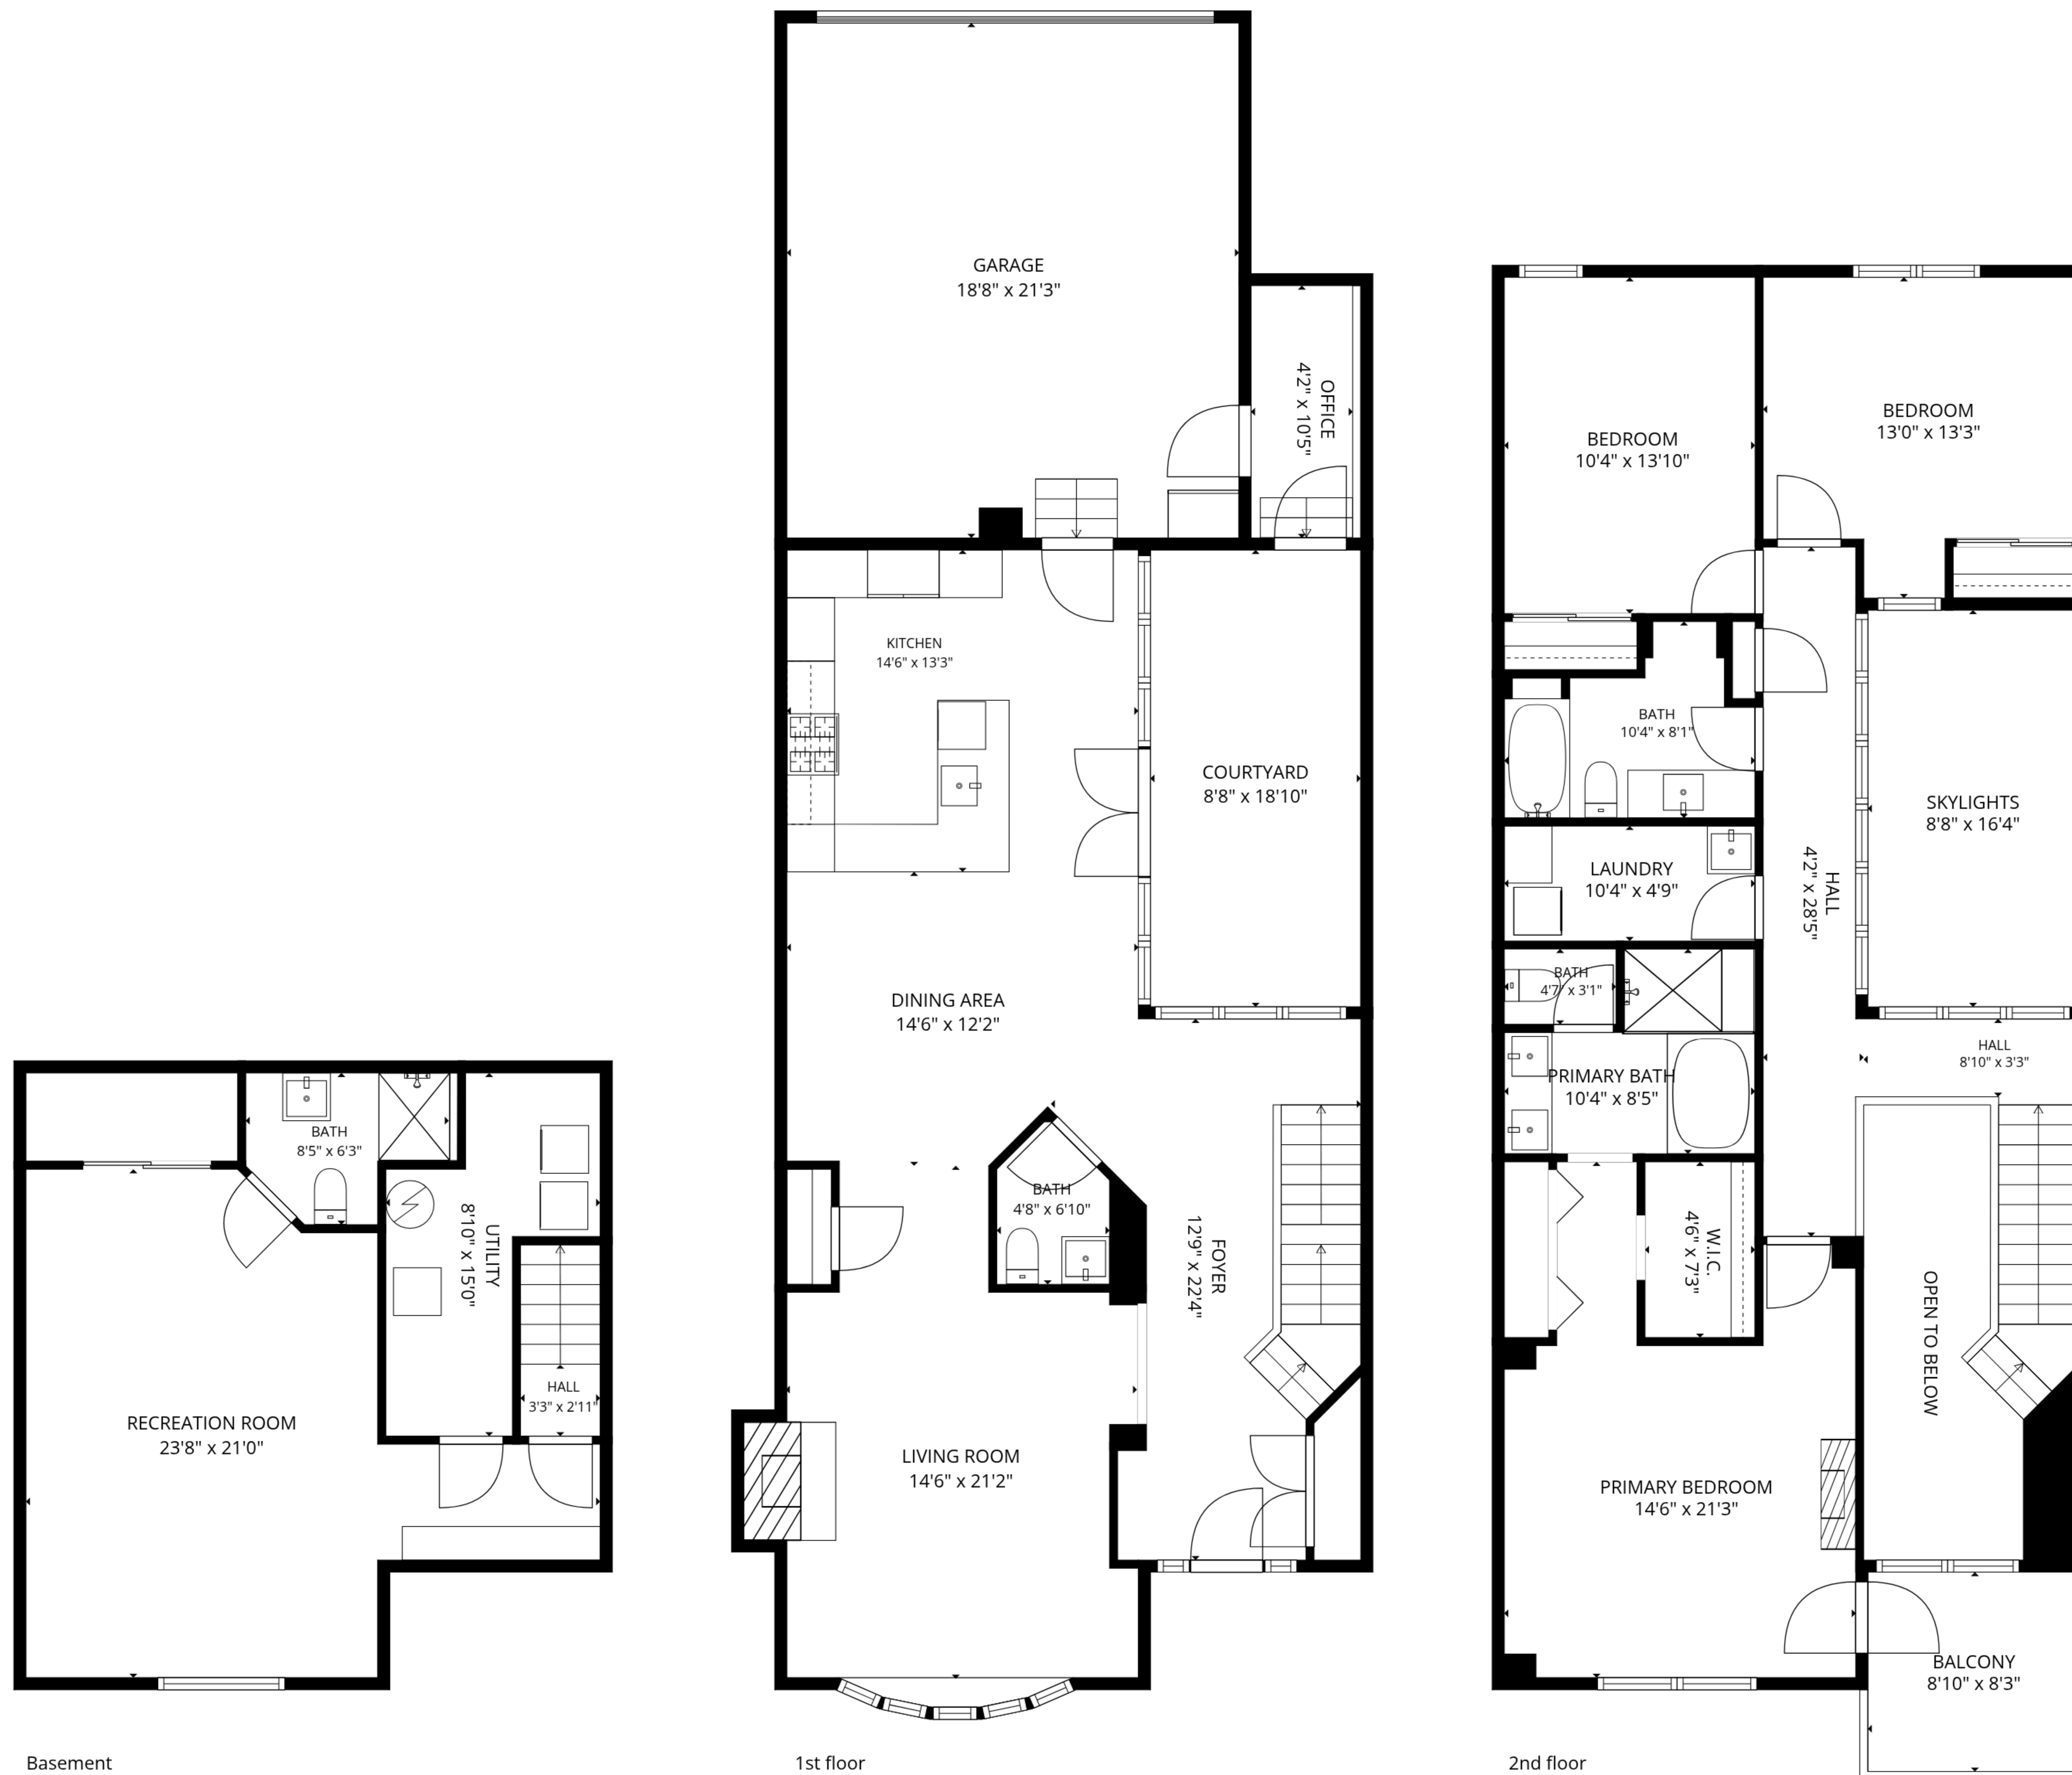 GARAGE
18'8" x 21'3"
OFFICE
4'2" x 10'5"
KITCHEN
14'6" x 13'3"
COURTYARD
8'8" x 18'10"
DINING AREA
14'6" x 12'2"
BATH
4'8" x 6'10"
FOYER
12'9" x 22'4"
LIVING ROOM
14'6" x 21'2"
1st floor
BATH
8'5" x 6'3"
UTILITY
8'10" x 15'0"
HALL
3'3" x 2'11"
RECREATION ROOM
23'8" x 21'0"
Basement
BEDROOM
10'4" x 13'10"
BEDROOM
13'0" x 13'3"
BATH
10'4" x 8'1"
SKYLIGHTS
8'8" x 16'4"
LAUNDRY
10'4" x 4'9"
HALL
4'2" x 28'5"
BATH
4'7" x 3'1"
HALL
8'10" x 3'3"
PRIMARY BATH
10'4" x 8'5"
W.I.C.
4'6" x 7'3"
OPEN TO BELOW
PRIMARY BEDROOM
14'6" x 21'3"
BALCONY
8'10" x 8'3"
2nd floor